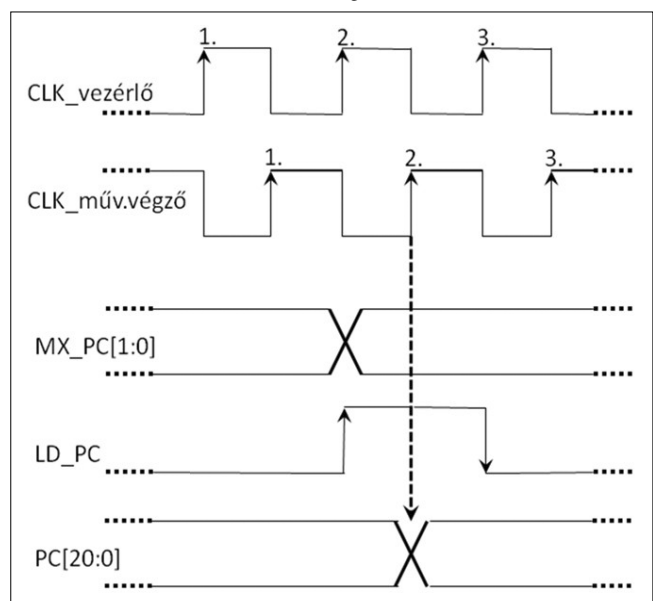 1. 2. 3.
CLK_vezérlő
1. 2. 3.
CLK_műv.végző
MX_PC[1:0]
LD_PC
PC[20:0]